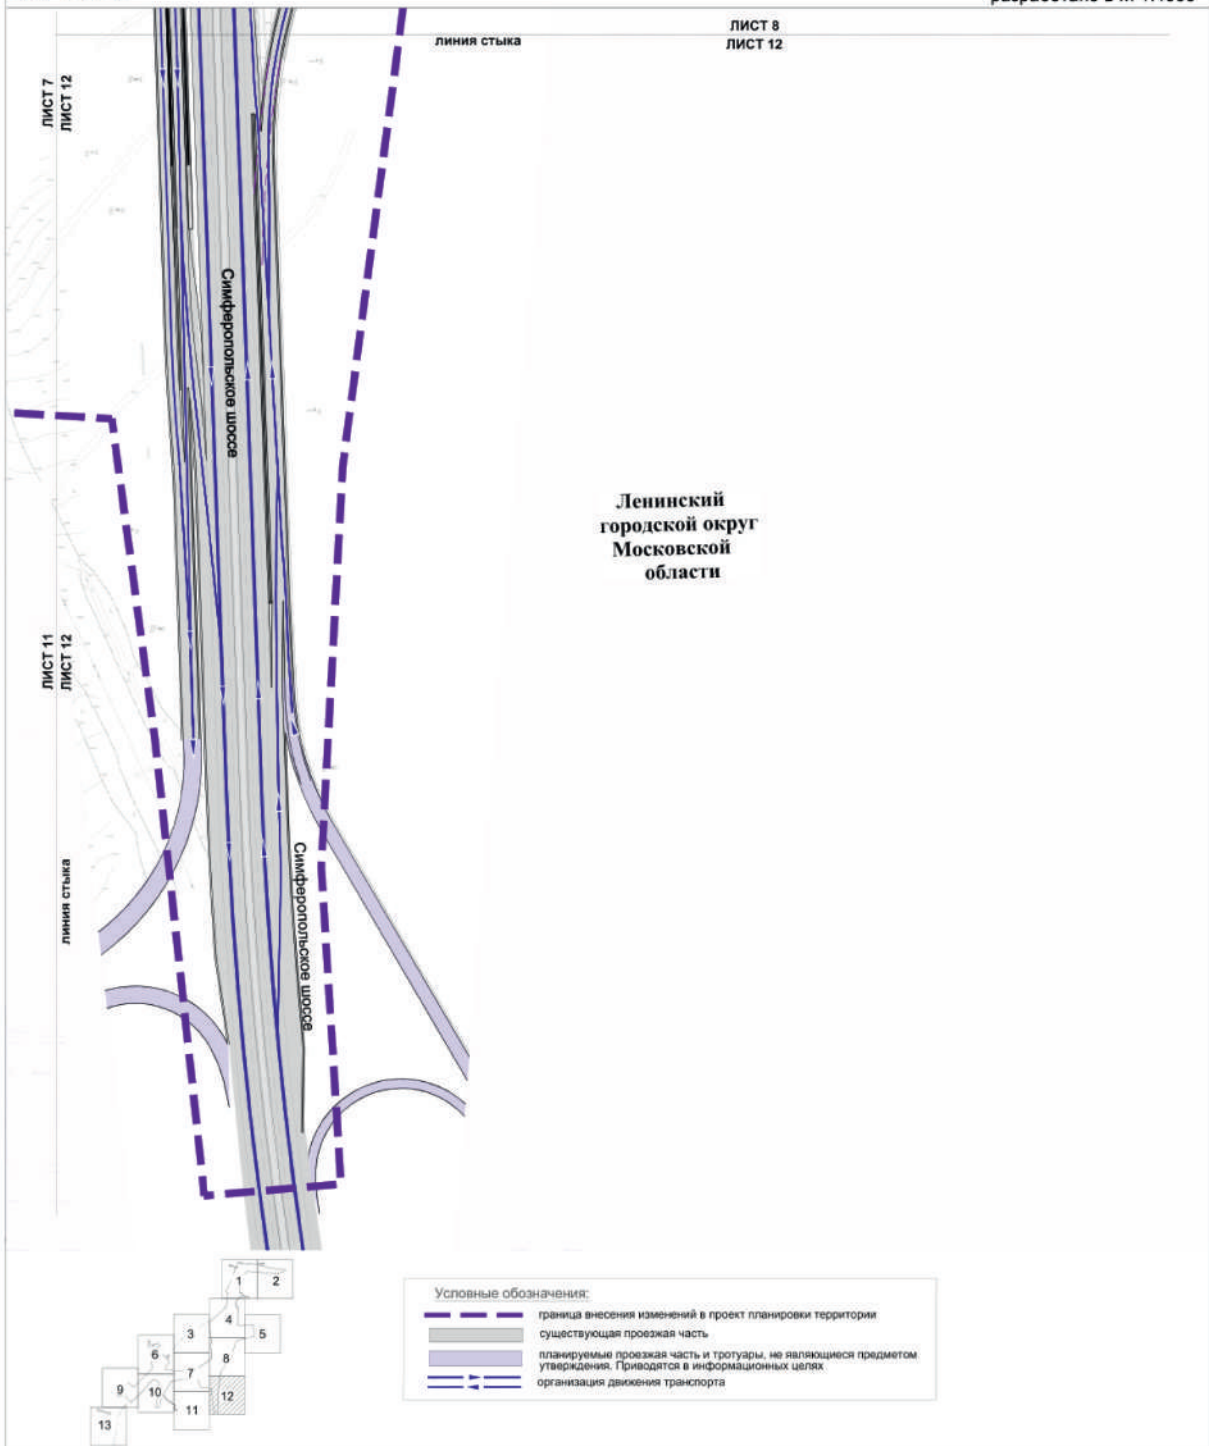 ЛИСТ 8
линия стыка
ЛИСТ 12
ЛИСТ 7
ЛИСТ 12
Симферопольское шоссе
Ленинский
городской округ
Московской
области
ЛИСТ 11
ЛИСТ 12
линия стыка
Симферопольское шоссе
1
2
3
4
5
6
7
8
9
10
11
12
13
Условные обозначения:
граница внесения изменений в проект планировки территории
существующая проезжая часть
планируемые проезжая часть и тротуары, не являющиеся предметом
утверждения. Приводятся в информационных целях
организация движения транспорта